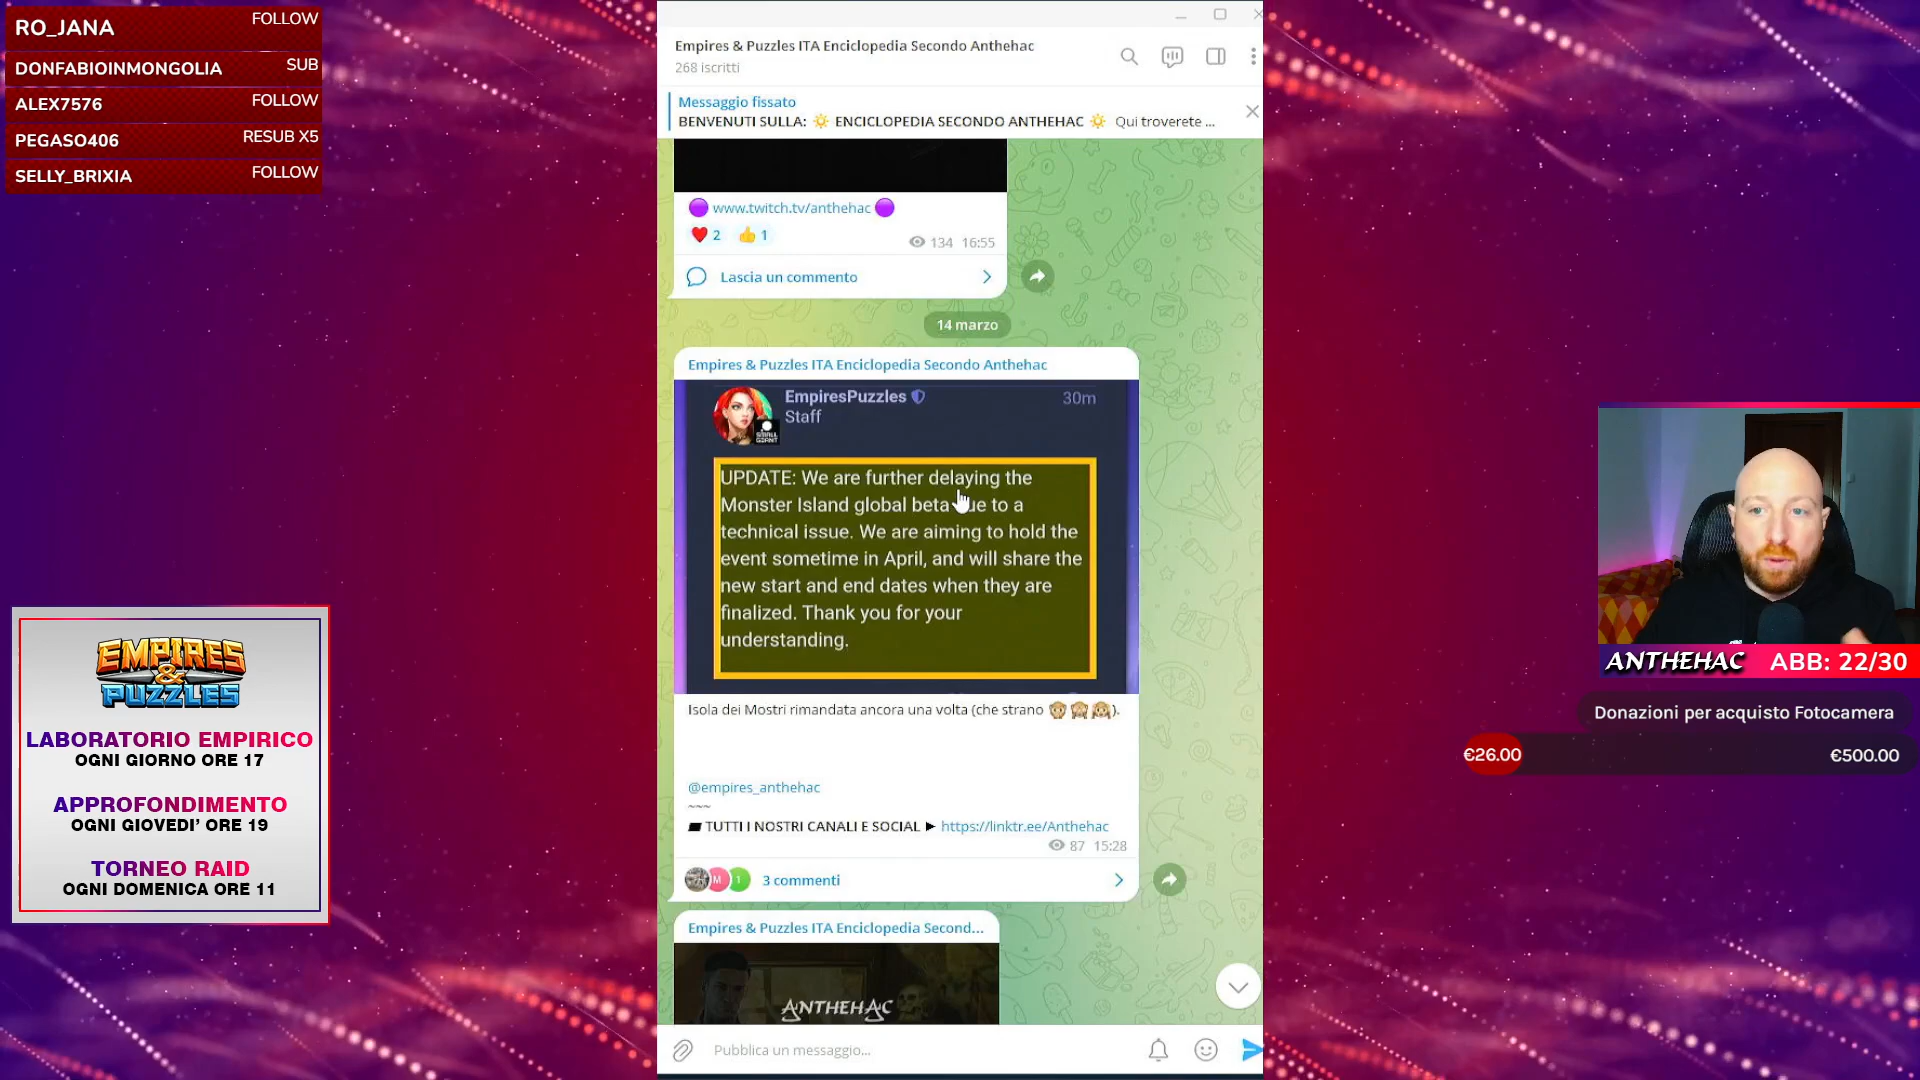 RO_JANA FOLLOW
DONFABIOINMONGOLIA SUB
ALEX7576 FOLLOW
PEGASO406 RESUB X5
SELLY_BRIXIA FOLLOW
EMPIRES
&
PUZZLES
LABORATORIO EMPIRICO
OGNI GIORNO ORE 17
APPROFONDIMENTO
OGNI GIOVEDI' ORE 19
TORNEO RAID
OGNI DOMENICA ORE 11
Empires & Puzzles ITA Enciclopedia Secondo Anthehac
268 iscritti
Messaggio fissato
BENVENUTI SULLA: ☀️ ENCICLOPEDIA SECONDO ANTHEHAC ☀️ Qui troverete ...
🟣 www.twitch.tv/anthehac 🟣
❤️ 2 👍 1
134 16:55
Lascia un commento
14 marzo
Empires & Puzzles ITA Enciclopedia Secondo Anthehac
EmpiresPuzzles 30m
Staff
SMALL GIANT
UPDATE: We are further delaying the
Monster Island global beta ue to a
technical issue. We are aiming to hold the
event sometime in April, and will share the
new start and end dates when they are
finalized. Thank you for your
understanding.
Isola dei Mostri rimandata ancora una volta (che strano 🙊🙈🙉).
@empires_anthehac
~~~
TUTTI I NOSTRI CANALI E SOCIAL ► https://linktr.ee/Anthehac
87 15:28
M 1 3 commenti
Empires & Puzzles ITA Enciclopedia Second...
ANTHEHAC
Pubblica un messaggio...
ANTHEHAC ABB: 22/30
Donazioni per acquisto Fotocamera
€26.00 €500.00